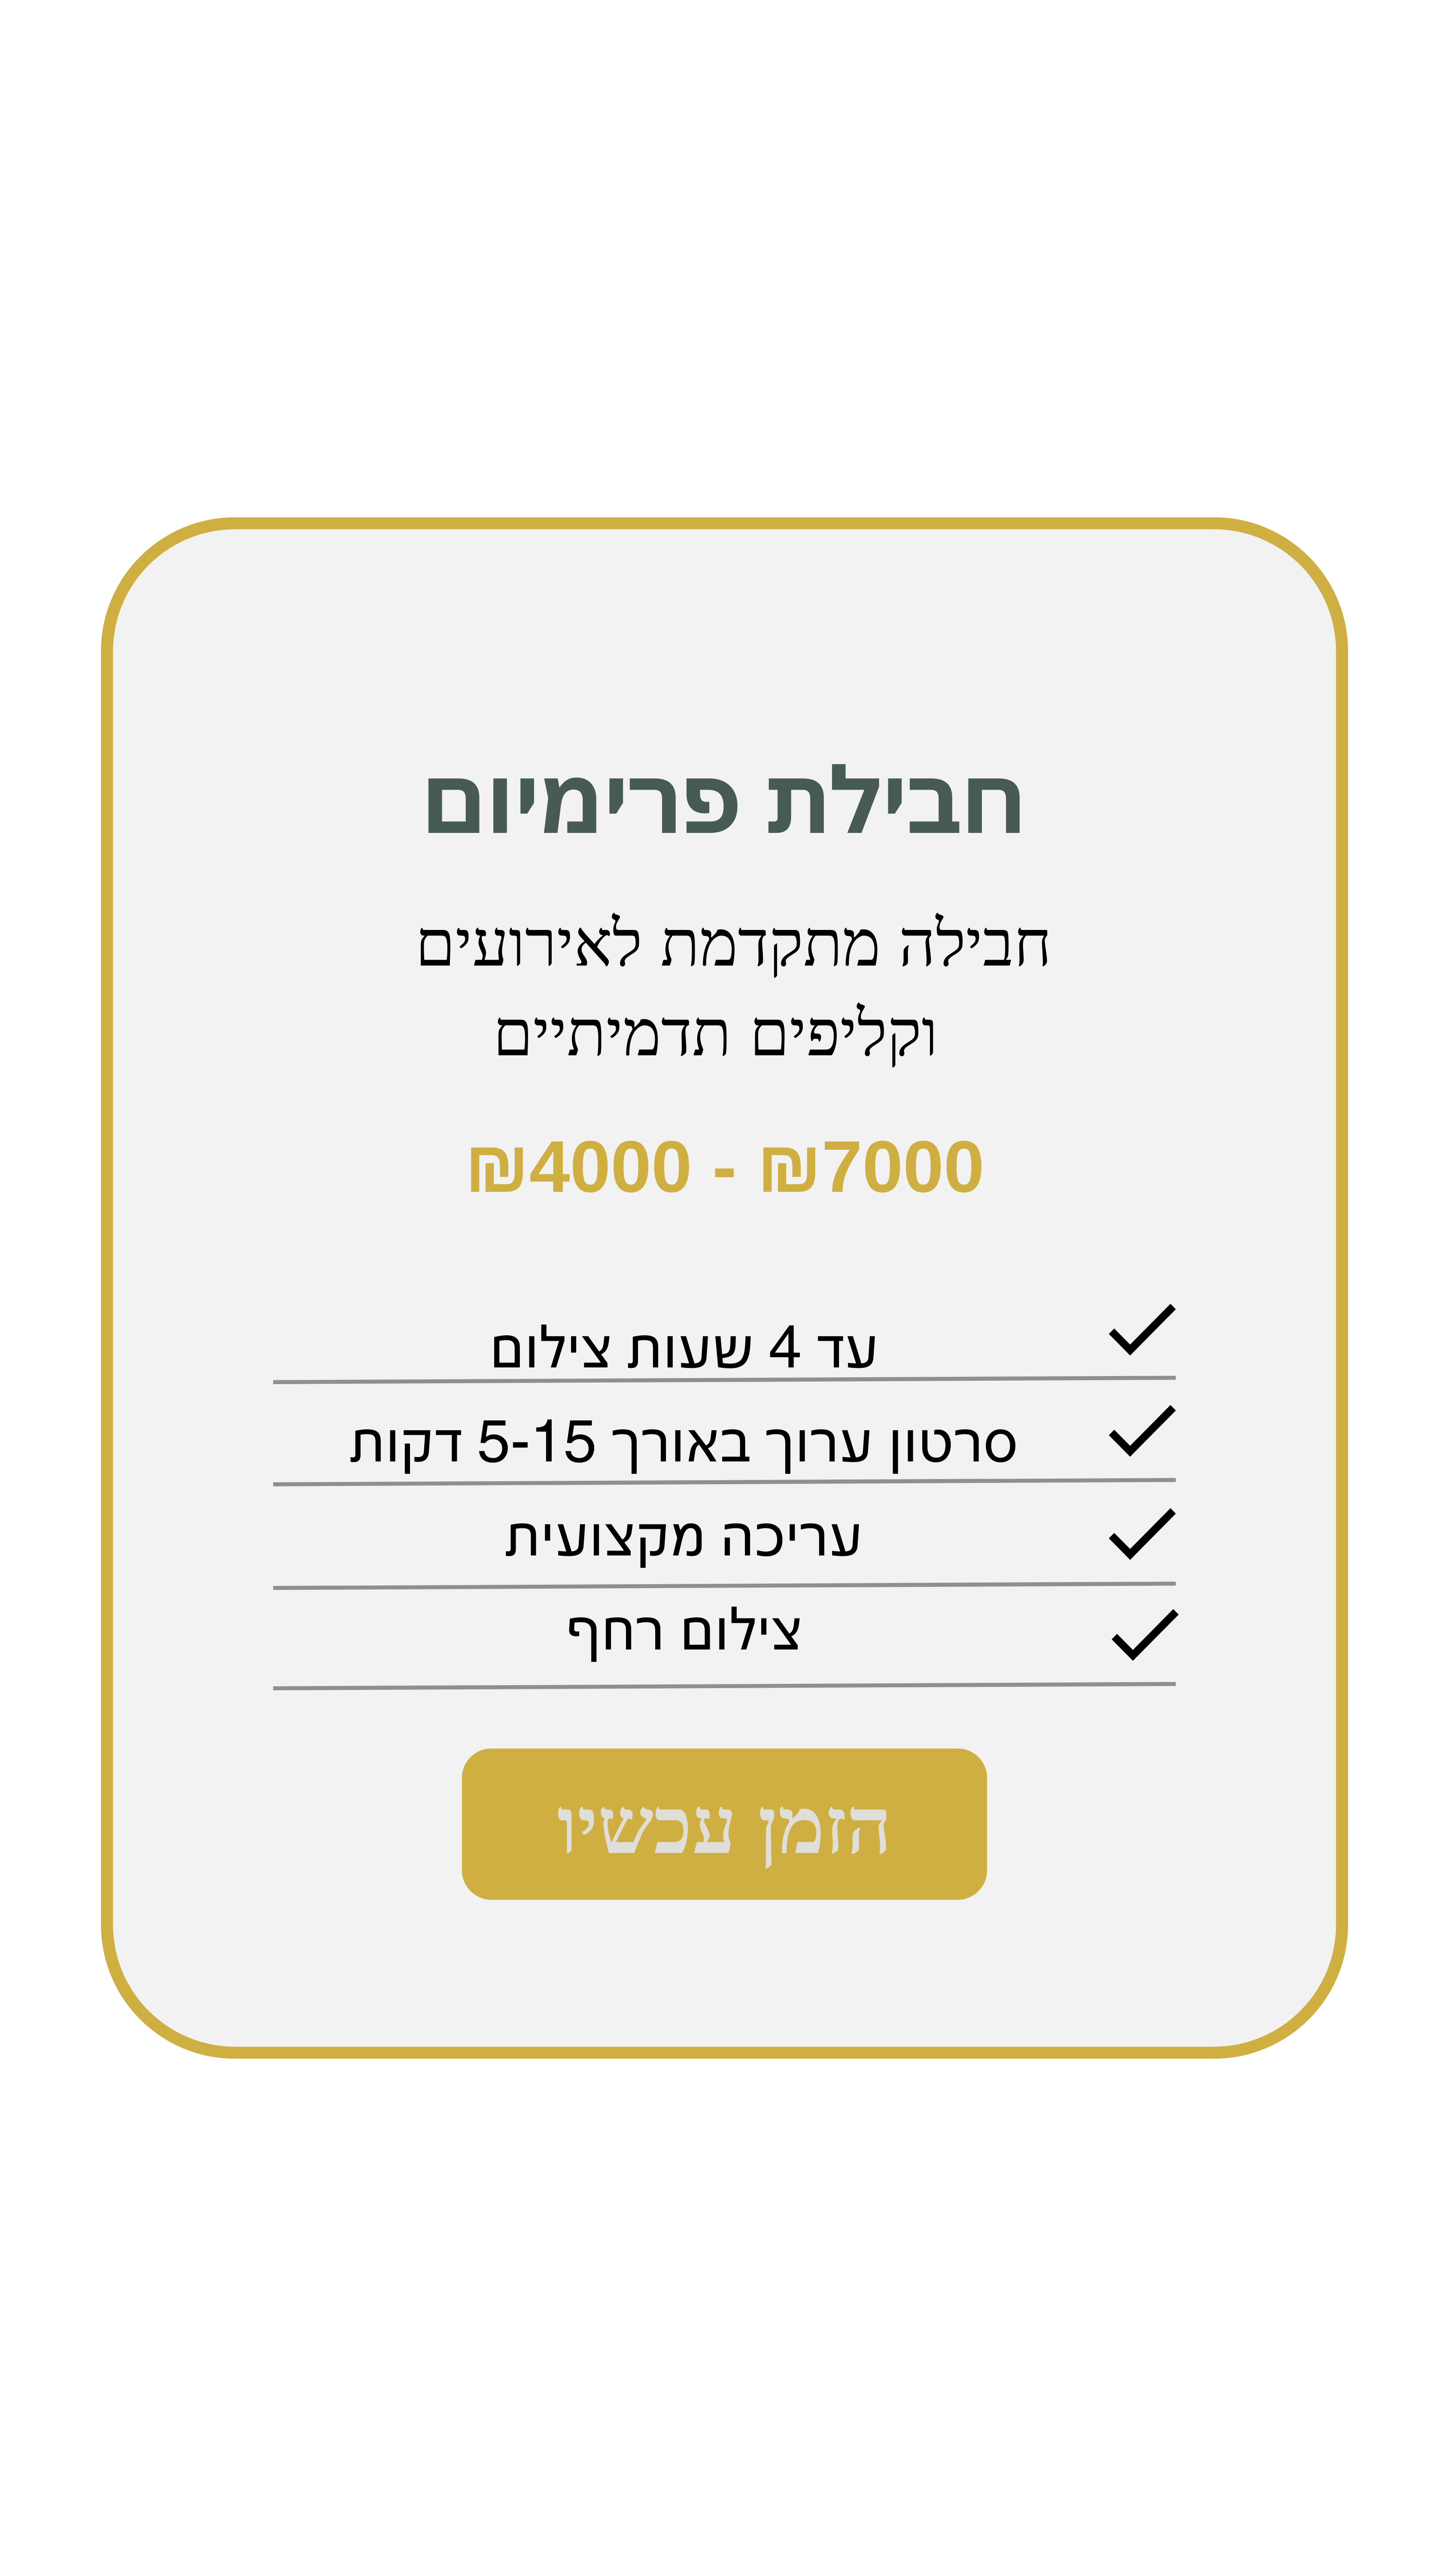 חבילת פרימיום
חבילה מתקדמת לאירועים
וקליפים תדמיתיים
₪4000 - ₪7000
עד 4 שעות צילום
סרטון ערוך באורך 5-15 דקות
עריכה מקצועית
צילום רחף
הזמן עכשיו